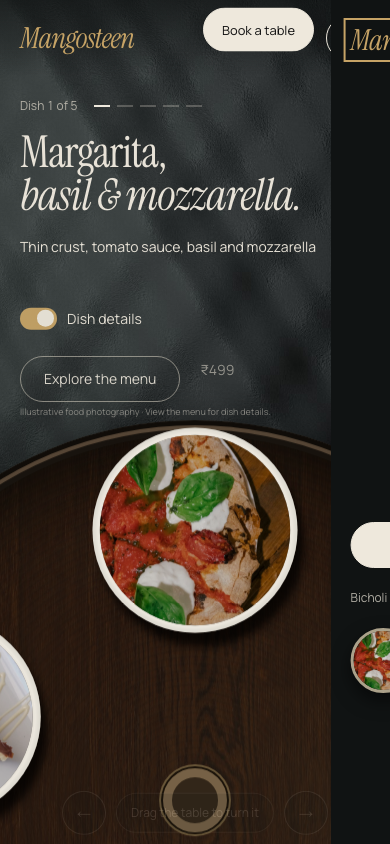 Mangosteen
Book a table
Dish 1 of 5
Margarita,
basil & mozzarella.
Thin crust, tomato sauce, basil and mozzarella
Dish details
Explore the menu
₹499
Illustrative food photography · View the menu for dish details.
← Drag the table to turn it →
Bicholi